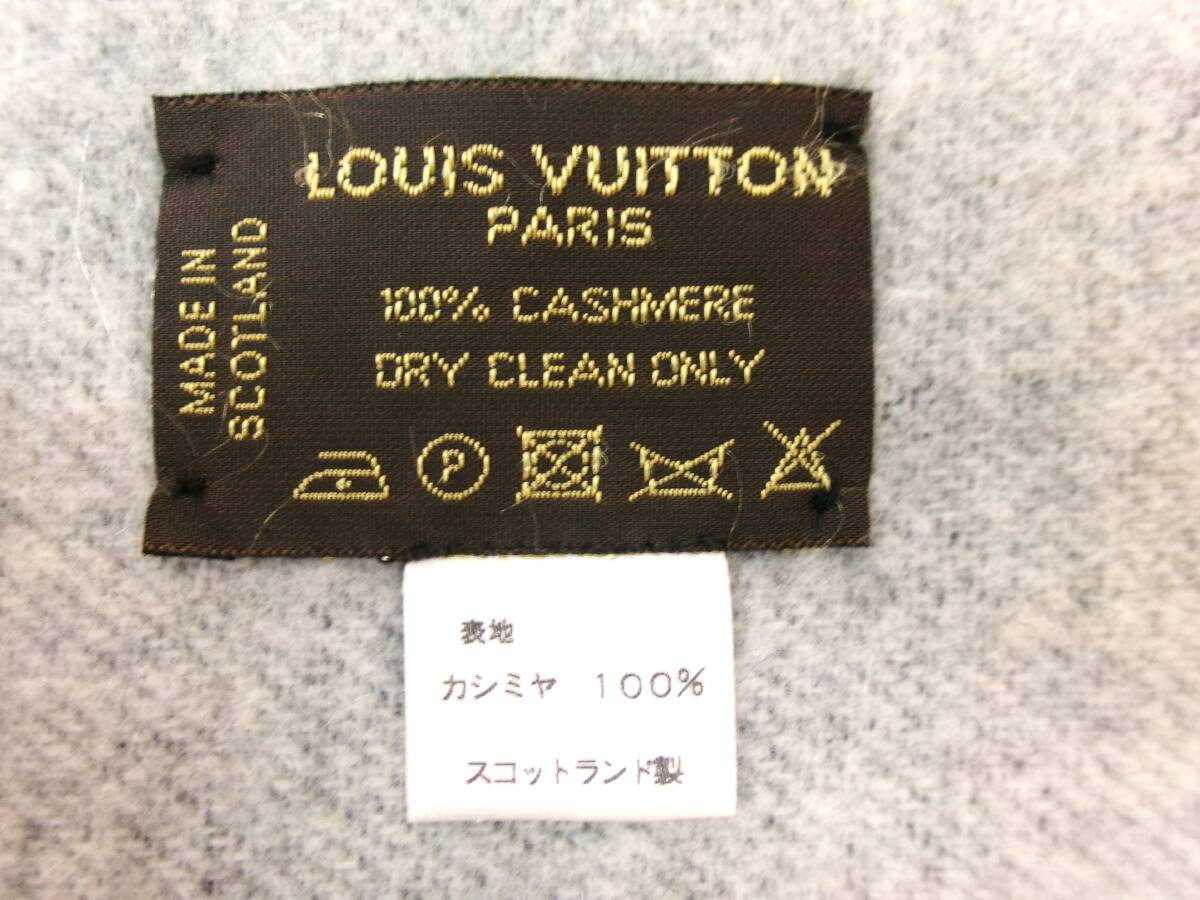 LOUIS VUITTON
PARIS
100% CASHMERE
DRY CLEAN ONLY
MADE IN
SCOTLAND
P
表地
カシミヤ 100%
スコットランド製